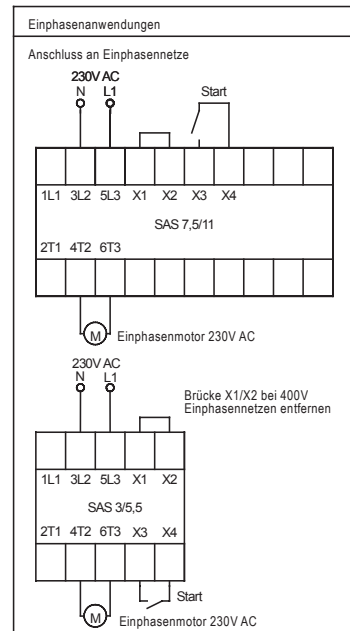 Einphasenanwendungen
Anschluss an Einphasennetze
230V AC
N L1
Start
1L1 3L2 5L3 X1 X2 X3 X4
SAS 7,5/11
2T1 4T2 6T3
M Einphasenmotor 230V AC
230V AC
N L1
Brücke X1/X2 bei 400V
Einphasennetzen entfernen
1L1 3L2 5L3 X1 X2
SAS 3/5,5
2T1 4T2 6T3 X3 X4
Start
M Einphasenmotor 230V AC